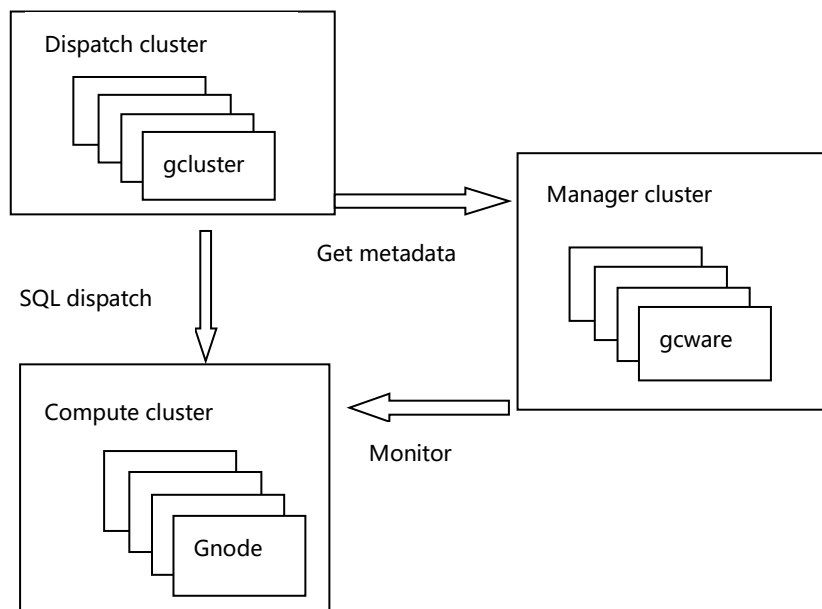 Dispatch cluster
gcluster
Manager cluster
Get metadata
SQL dispatch
gcware
Compute cluster
Monitor
Gnode